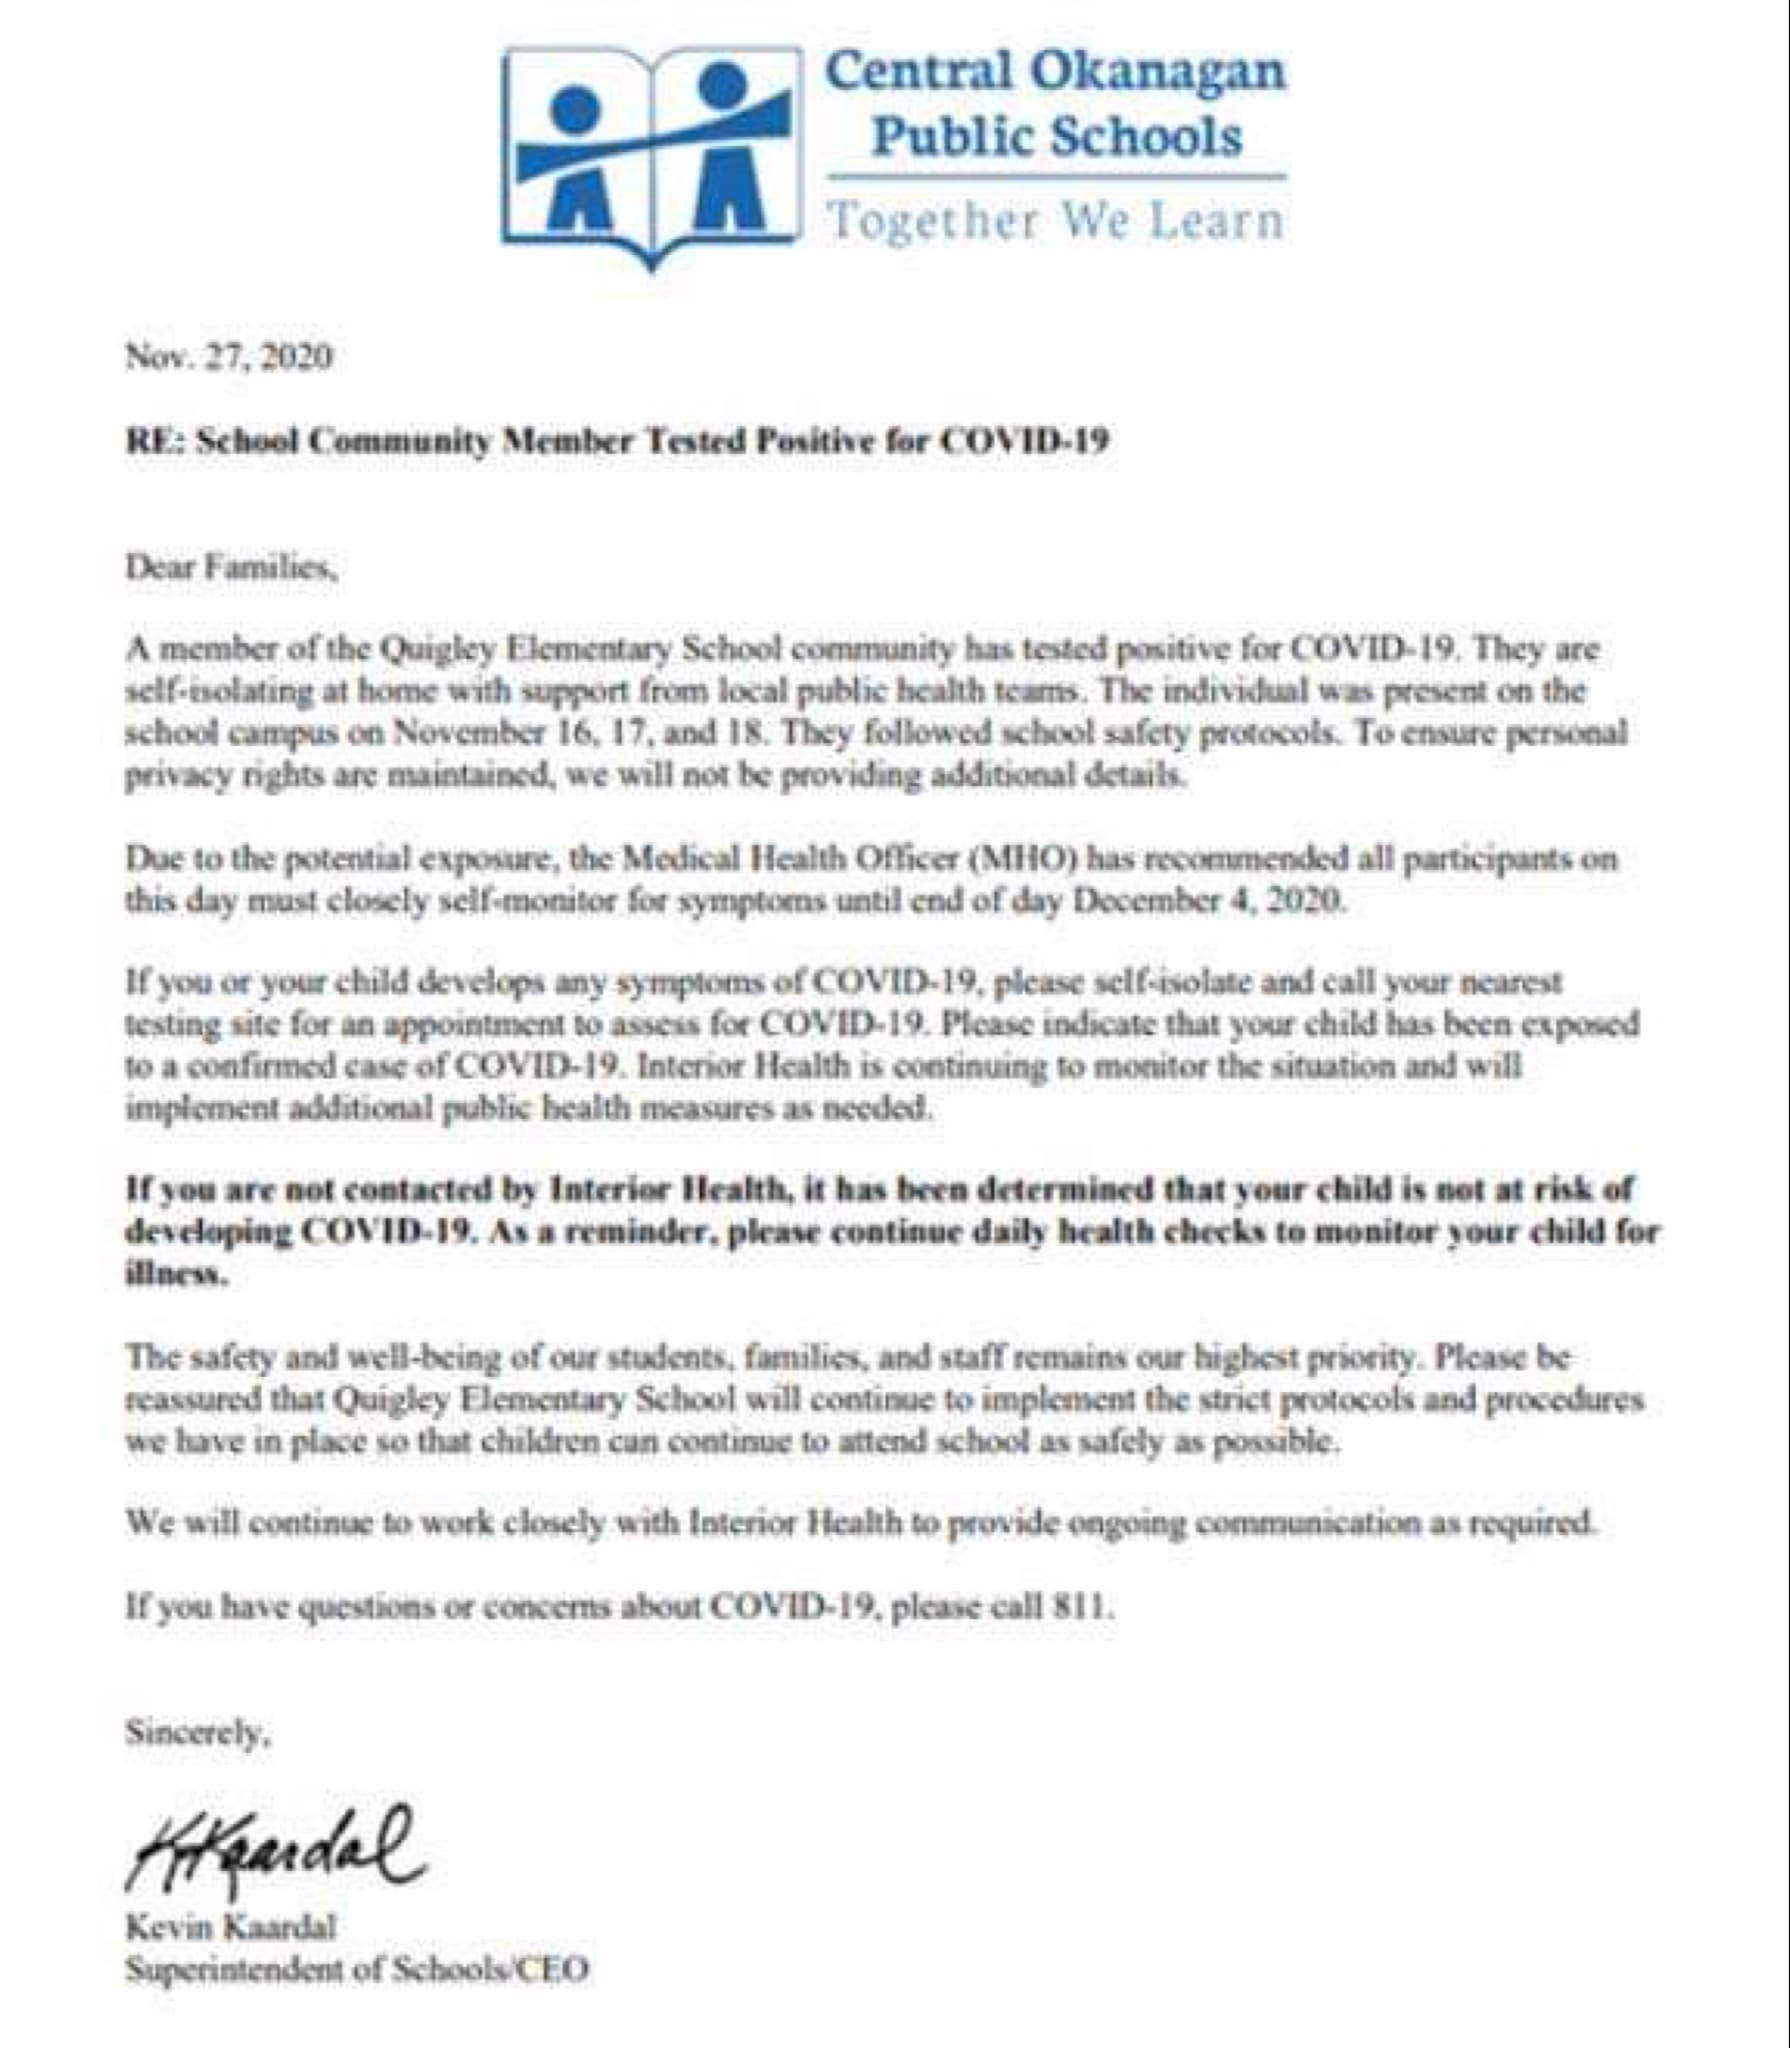 Central Okanagan
Public Schools
Together We Learn
Nov. 27, 2020
RE: School Community Member Tested Positive for COVID-19
Dear Families,
A member of the Quigley Elementary School community has tested positive for COVID-19. They are
self-isolating at home with support from local public health teams. The individual was present on the
school campus on November 16, 17, and 18. They followed school safety protocols. To ensure personal
privacy rights are maintained, we will not be providing additional details.
Due to the potential exposure, the Medical Health Officer (MHO) has recommended all participants on
this day must closely self-monitor for symptoms until end of day December 4, 2020.
If you or your child develops any symptoms of COVID-19, please self-isolate and call your nearest
testing site for an appointment to assess for COVID-19. Please indicate that your child has been exposed
to a confirmed case of COVID-19. Interior Health is continuing to monitor the situation and will
implement additional public health measures as needed.
If you are not contacted by Interior Health, it has been determined that your child is not at risk of
developing COVID-19. As a reminder, please continue daily health checks to monitor your child for
illness.
The safety and well-being of our students, families, and staff remains our highest priority. Please be
reassured that Quigley Elementary School will continue to implement the strict protocols and procedures
we have in place so that children can continue to attend school as safely as possible.
We will continue to work closely with Interior Health to provide ongoing communication as required.
If you have questions or concerns about COVID-19, please call 811.
Sincerely,
KKaardal
Kevin Kaardal
Superintendent of Schools/CEO